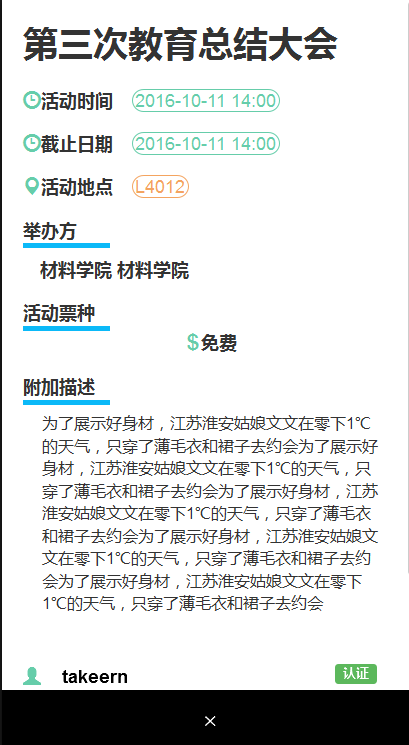 第三次教育总结大会
活动时间 2016-10-11 14:00
截止日期 2016-10-11 14:00
活动地点 L4012
举办方
材料学院 材料学院
活动票种
$免费
附加描述
为了展示好身材，江苏淮安姑娘文文在零下1℃
的天气，只穿了薄毛衣和裙子去约会为了展示好
身材，江苏淮安姑娘文文在零下1℃的天气，只
穿了薄毛衣和裙子去约会为了展示好身材，江苏
淮安姑娘文文在零下1℃的天气，只穿了薄毛衣
和裙子去约会为了展示好身材，江苏淮安姑娘文
文在零下1℃的天气，只穿了薄毛衣和裙子去约
会为了展示好身材，江苏淮安姑娘文文在零下
1℃的天气，只穿了薄毛衣和裙子去约会
takeern 认证